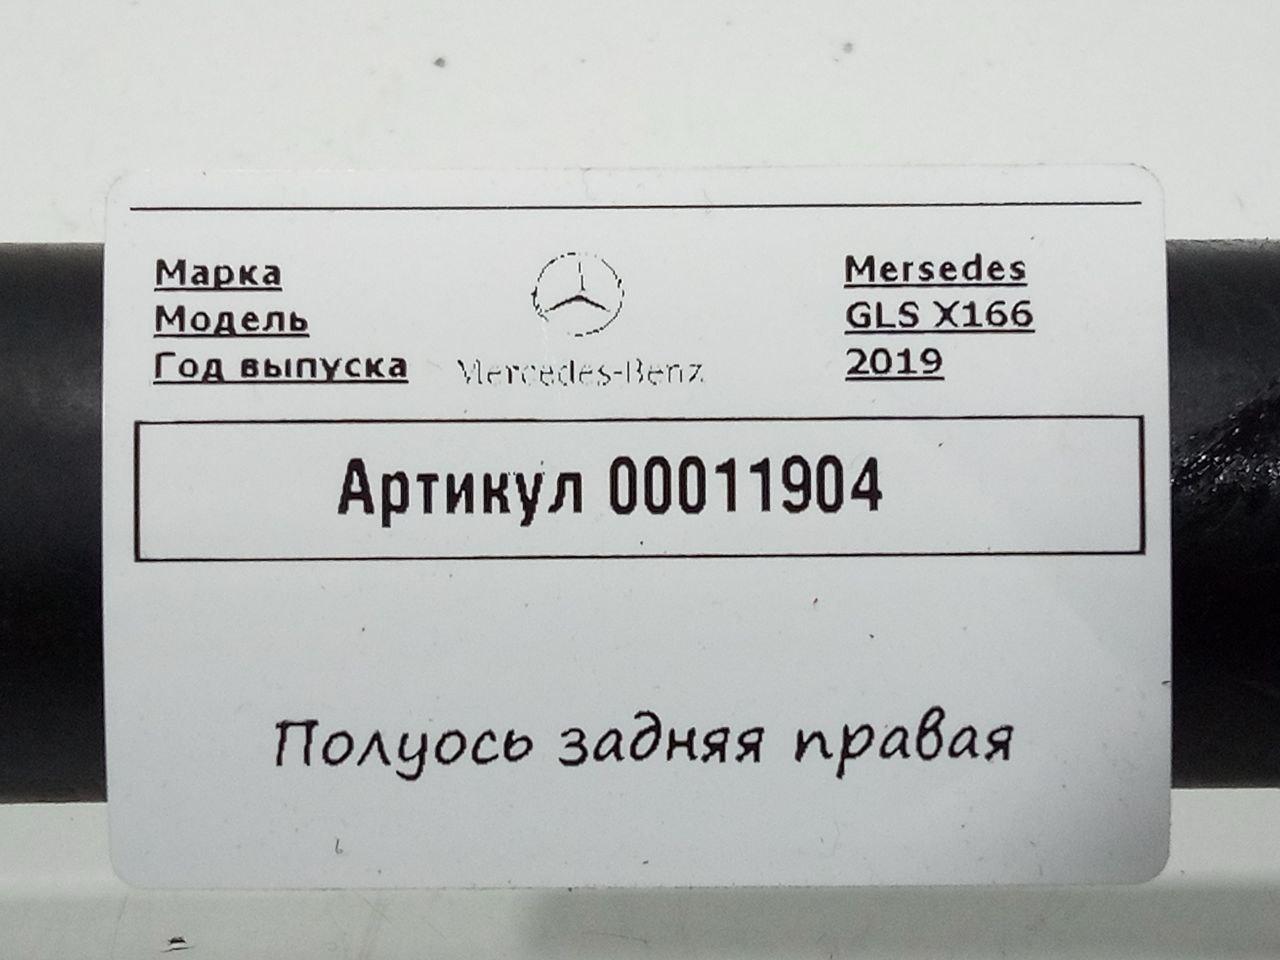 Марка Mersedes
Модель GLS X166
Год выпуска 2019
Mercedes-Benz
Артикул 00011904
Полуось задняя правая